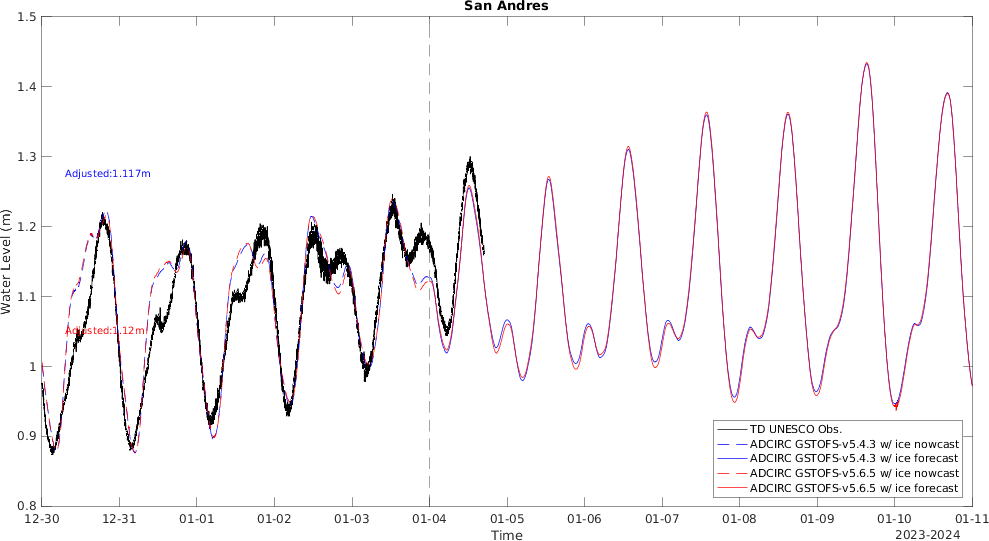 San Andres
1.5
1.4
1.3
1.2
1.1
1
0.9
0.8
Water Level (m)
Adjusted:1.117m
Adjusted:1.12m
TD UNESCO Obs.
ADCIRC GSTOFS-v5.4.3 w/ ice nowcast
ADCIRC GSTOFS-v5.4.3 w/ ice forecast
ADCIRC GSTOFS-v5.6.5 w/ ice nowcast
ADCIRC GSTOFS-v5.6.5 w/ ice forecast
12-30 12-31 01-01 01-02 01-03 01-04 01-05 01-06 01-07 01-08 01-09 01-10 01-11
Time
2023-2024